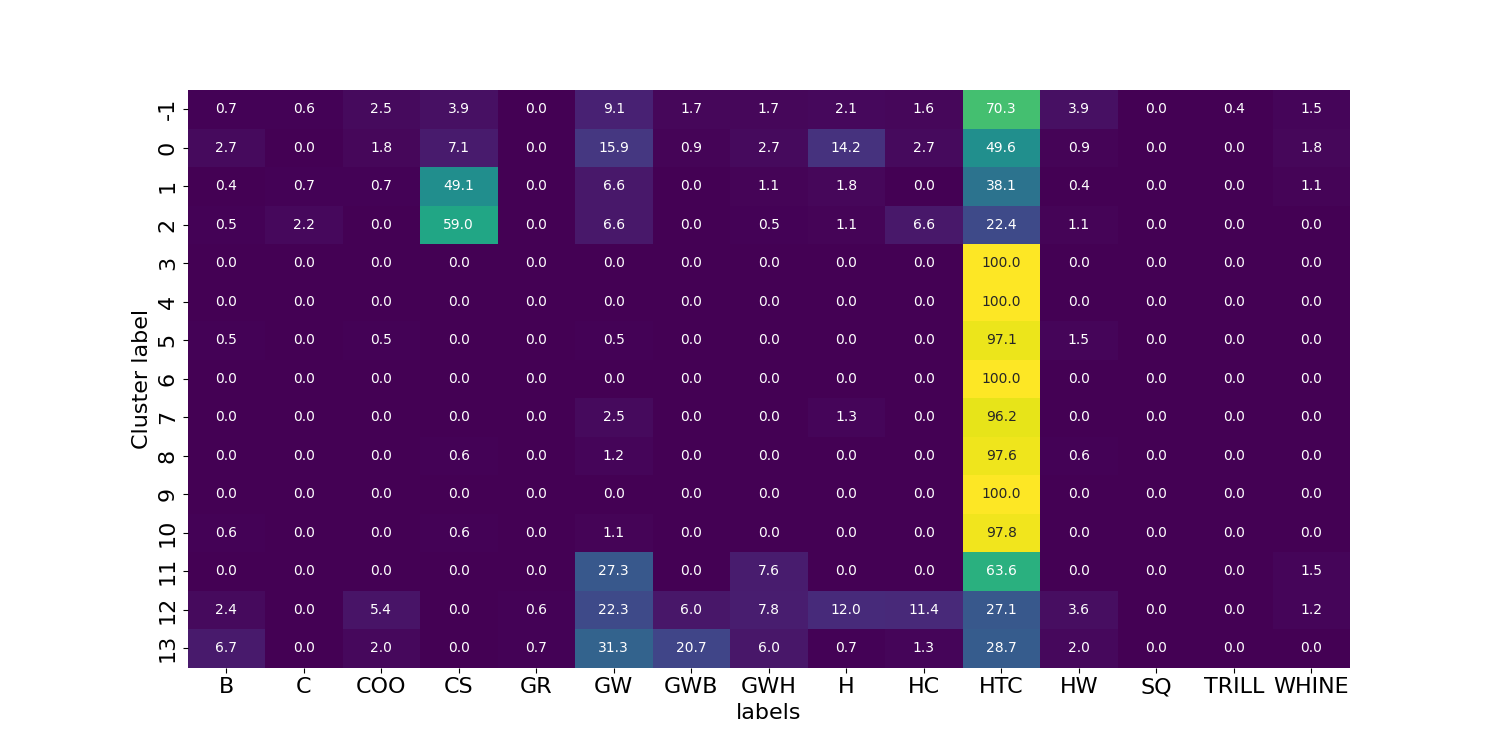 -1 0.7 0.6 2.5 3.9 0.0 9.1 1.7 1.7 2.1 1.6 70.3 3.9 0.0 0.4 1.5
0 2.7 0.0 1.8 7.1 0.0 15.9 0.9 2.7 14.2 2.7 49.6 0.9 0.0 0.0 1.8
1 0.4 0.7 0.7 49.1 0.0 6.6 0.0 1.1 1.8 0.0 38.1 0.4 0.0 0.0 1.1
2 0.5 2.2 0.0 59.0 0.0 6.6 0.0 0.5 1.1 6.6 22.4 1.1 0.0 0.0 0.0
3 0.0 0.0 0.0 0.0 0.0 0.0 0.0 0.0 0.0 0.0 100.0 0.0 0.0 0.0 0.0
4 0.0 0.0 0.0 0.0 0.0 0.0 0.0 0.0 0.0 0.0 100.0 0.0 0.0 0.0 0.0
5 0.5 0.0 0.5 0.0 0.0 0.5 0.0 0.0 0.0 0.0 97.1 1.5 0.0 0.0 0.0
6 0.0 0.0 0.0 0.0 0.0 0.0 0.0 0.0 0.0 0.0 100.0 0.0 0.0 0.0 0.0
7 0.0 0.0 0.0 0.0 0.0 2.5 0.0 0.0 1.3 0.0 96.2 0.0 0.0 0.0 0.0
8 0.0 0.0 0.0 0.6 0.0 1.2 0.0 0.0 0.0 0.0 97.6 0.6 0.0 0.0 0.0
9 0.0 0.0 0.0 0.0 0.0 0.0 0.0 0.0 0.0 0.0 100.0 0.0 0.0 0.0 0.0
10 0.6 0.0 0.0 0.6 0.0 1.1 0.0 0.0 0.0 0.0 97.8 0.0 0.0 0.0 0.0
11 0.0 0.0 0.0 0.0 0.0 27.3 0.0 7.6 0.0 0.0 63.6 0.0 0.0 0.0 1.5
12 2.4 0.0 5.4 0.0 0.6 22.3 6.0 7.8 12.0 11.4 27.1 3.6 0.0 0.0 1.2
13 6.7 0.0 2.0 0.0 0.7 31.3 20.7 6.0 0.7 1.3 28.7 2.0 0.0 0.0 0.0
Cluster label
B C COO CS GR GW GWB GWH H HC HTC HW SQ TRILL WHINE
labels